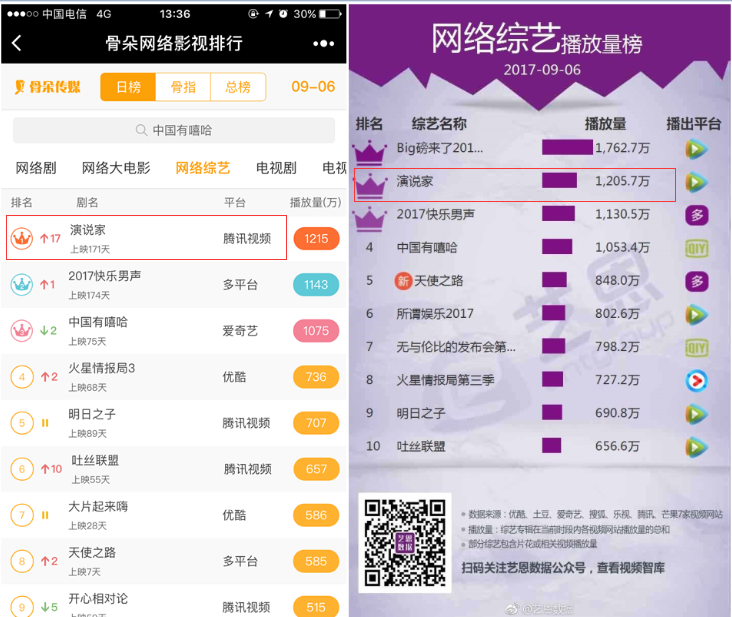 中国电信 4G 13:36 30%
骨朵网络影视排行
骨朵传媒 日榜 骨指 总榜 09-06
中国有嘻哈
网络剧 网络大电影 网络综艺 电视剧 电视
排名 剧名 平台 播放量(万)
17 演说家 腾讯视频 1215
上映171天
1 2017快乐男声 多平台 1143
上映174天
2 中国有嘻哈 爱奇艺 1075
上映75天
4 2 火星情报局3 优酷 736
上映68天
5 明日之子 腾讯视频 707
上映89天
6 10 吐丝联盟 腾讯视频 657
上映55天
7 大片起来嗨 优酷 586
上映28天
8 2 天使之路 多平台 585
上映7天
9 5 开心相对论 腾讯视频 515
网络综艺播放量榜
2017-09-06
排名 综艺名称 播放量 播出平台
Big磅来了201... 1,762.7万
演说家 1,205.7万
2017快乐男声 1,130.5万 多
4 中国有嘻哈 1,053.4万 QIY
5 新 天使之路 848.0万 多
6 所谓娱乐2017 802.6万
7 无与伦比的发布会第... 798.2万 QIY
8 火星情报局第三季 727.2万
9 明日之子 690.8万
10 吐丝联盟 656.6万
艺恩
艺恩数据
数据来源：优酷、土豆、爱奇艺、搜狐、乐视、腾讯、芒果7家视频网站
播放量：综艺专辑在当前时段内各视频网站播放量的总和
部分综艺包含片花或相关视频播放量
扫码关注艺恩数据公众号，查看视频智库
@艺恩数据